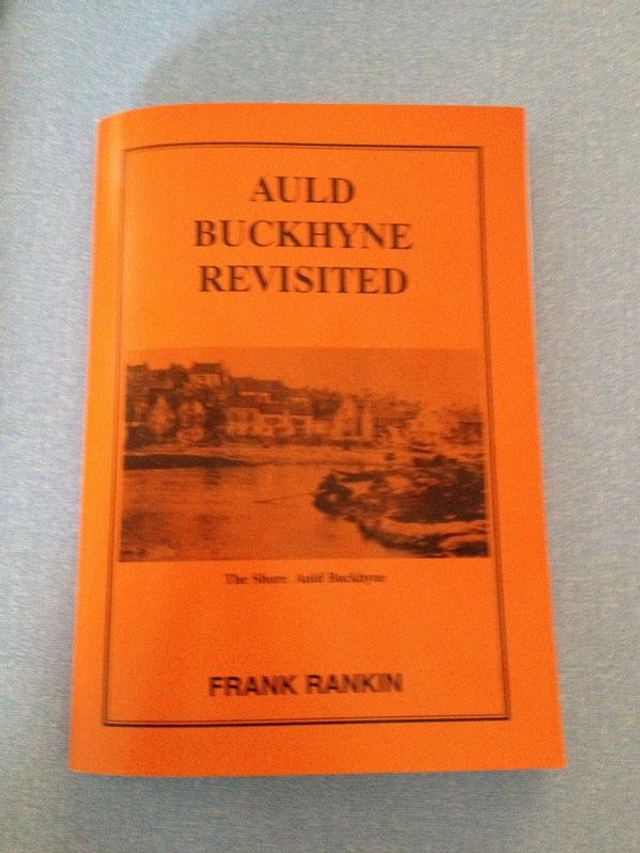 AULD
BUCKHYNE
REVISITED
The Shore Auld Buckhyne
FRANK RANKIN